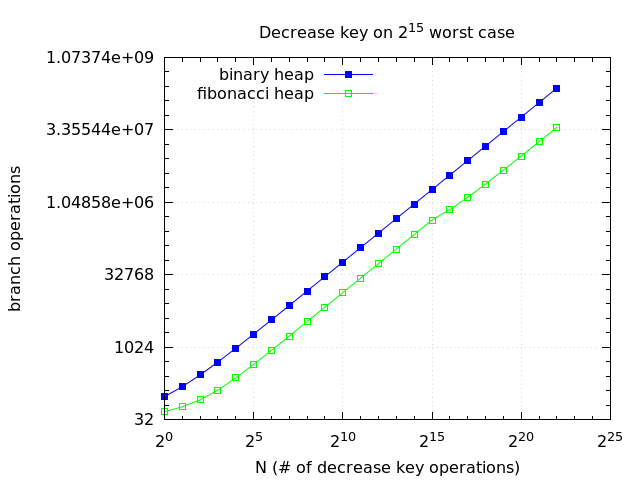 Decrease key on 2^15 worst case
1.07374e+09
binary heap
fibonacci heap
3.35544e+07
1.04858e+06
branch operations
32768
1024
32
2^0 2^5 2^10 2^15 2^20 2^25
N (# of decrease key operations)